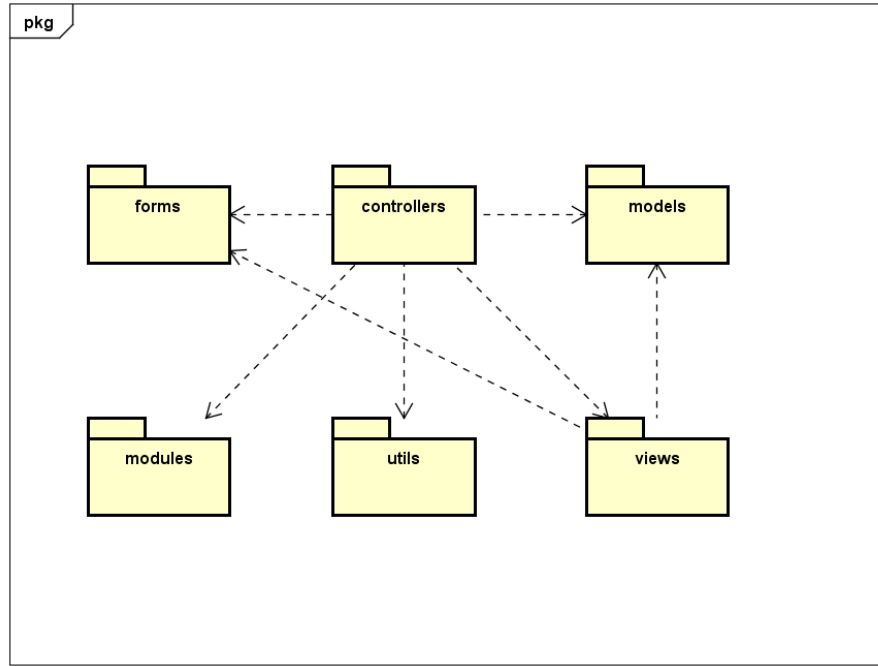 pkg
forms
controllers
models
modules
utils
views